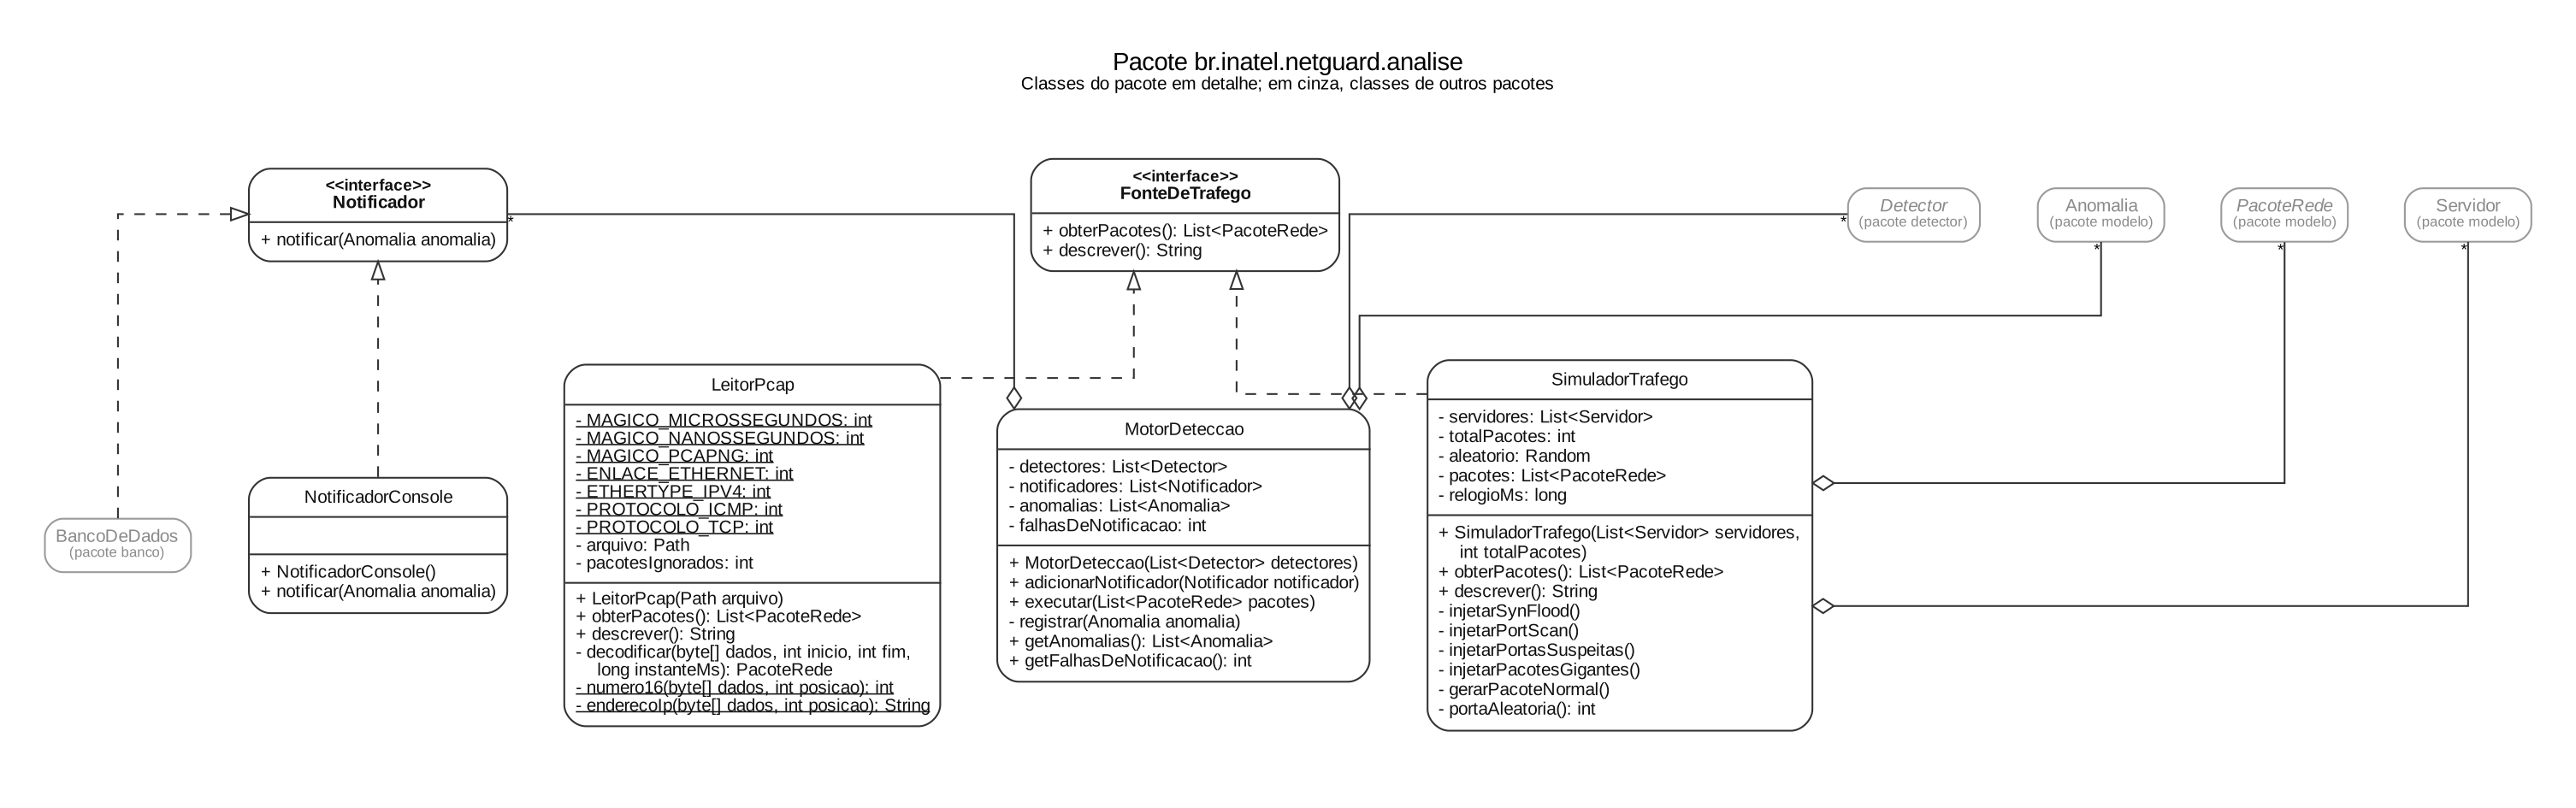 Pacote br.inatel.netguard.analise
Classes do pacote em detalhe; em cinza, classes de outros pacotes
<<interface>>
Notificador
+ notificar(Anomalia anomalia)
*
<<interface>>
FonteDeTrafego
+ obterPacotes(): List<PacoteRede>
+ descrever(): String
*
Detector
(pacote detector)
Anomalia
(pacote modelo)
*
PacoteRede
(pacote modelo)
*
Servidor
(pacote modelo)
*
BancoDeDados
(pacote banco)
NotificadorConsole
+ NotificadorConsole()
+ notificar(Anomalia anomalia)
LeitorPcap
- MAGICO_MICROSSEGUNDOS: int
- MAGICO_NANOSSEGUNDOS: int
- MAGICO_PCAPNG: int
- ENLACE_ETHERNET: int
- ETHERTYPE_IPV4: int
- PROTOCOLO_ICMP: int
- PROTOCOLO_TCP: int
- arquivo: Path
- pacotesIgnorados: int
+ LeitorPcap(Path arquivo)
+ obterPacotes(): List<PacoteRede>
+ descrever(): String
- decodificar(byte[] dados, int inicio, int fim,
long instanteMs): PacoteRede
- numero16(byte[] dados, int posicao): int
- enderecoIp(byte[] dados, int posicao): String
MotorDeteccao
- detectores: List<Detector>
- notificadores: List<Notificador>
- anomalias: List<Anomalia>
- falhasDeNotificacao: int
+ MotorDeteccao(List<Detector> detectores)
+ adicionarNotificador(Notificador notificador)
+ executar(List<PacoteRede> pacotes)
- registrar(Anomalia anomalia)
+ getAnomalias(): List<Anomalia>
+ getFalhasDeNotificacao(): int
SimuladorTrafego
- servidores: List<Servidor>
- totalPacotes: int
- aleatorio: Random
- pacotes: List<PacoteRede>
- relogioMs: long
+ SimuladorTrafego(List<Servidor> servidores,
int totalPacotes)
+ obterPacotes(): List<PacoteRede>
+ descrever(): String
- injetarSynFlood()
- injetarPortScan()
- injetarPortasSuspeitas()
- injetarPacotesGigantes()
- gerarPacoteNormal()
- portaAleatoria(): int